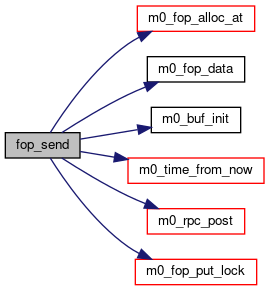 m0_fop_alloc_at
m0_fop_data
m0_buf_init
fop_send
m0_time_from_now
m0_rpc_post
m0_fop_put_lock